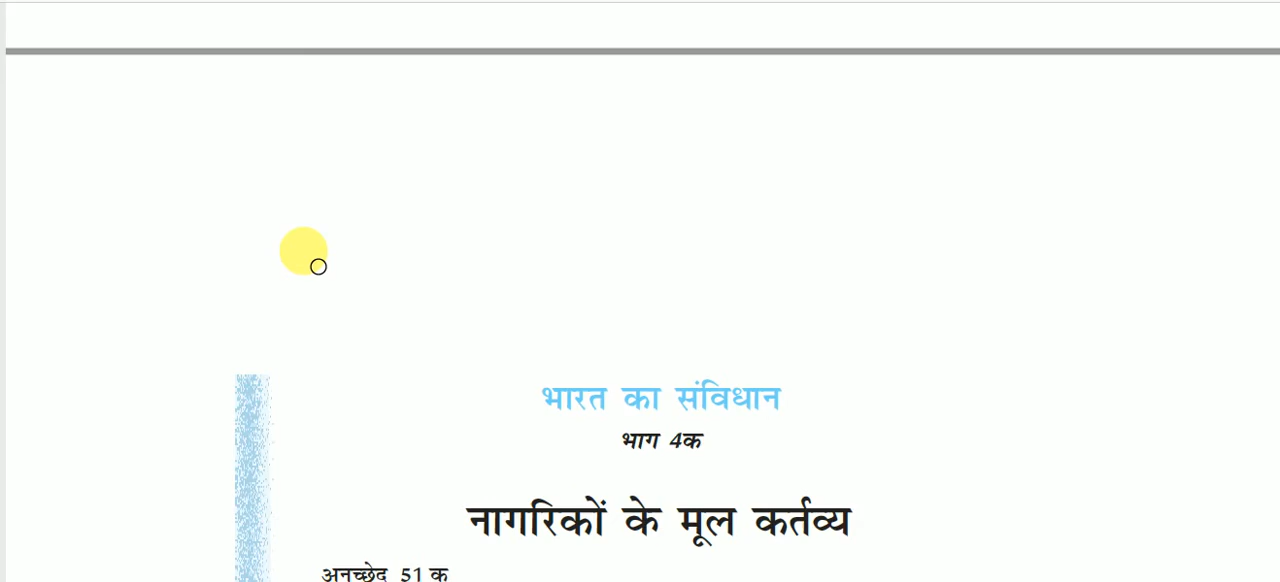 भारत का संविधान
भाग 4क
नागरिकों के मूल कर्तव्य
अनुच्छेद 51 क